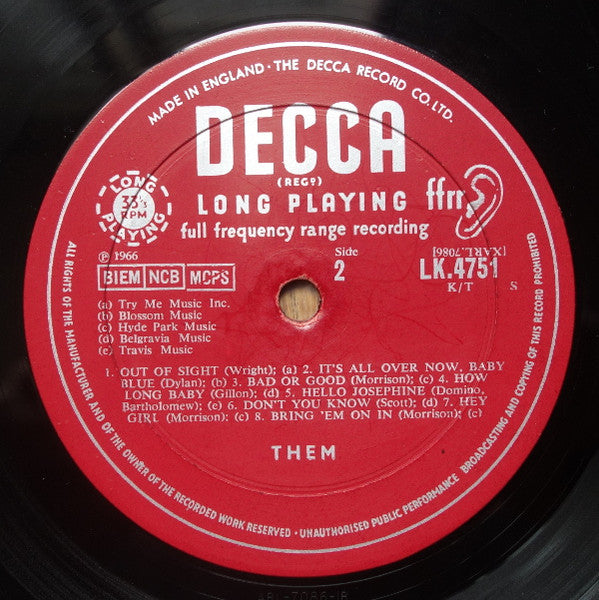 MADE IN ENGLAND · THE DECCA RECORD CO. LTD.
DECCA
(REGD)
LONG PLAYING
33⅓
RPM
LONG PLAYING
ffrr
full frequency range recording
℗ 1966
Side
2
[XARL.7086]
LK.4751
K/T S
BIEM NCB MCPS
(a) Try Me Music Inc.
(b) Blossom Music
(c) Hyde Park Music
(d) Belgravia Music
(e) Travis Music
1. OUT OF SIGHT (Wright); (a) 2. IT'S ALL OVER NOW, BABY
BLUE (Dylan); (b) 3. BAD OR GOOD (Morrison); (c) 4. HOW
LONG BABY (Gillon); (d) 5. HELLO JOSEPHINE (Domino,
Bartholomew); (e) 6. DON'T YOU KNOW (Scott); (d) 7. HEY
GIRL (Morrison); (c) 8. BRING 'EM ON IN (Morrison); (c)
THEM
ALL RIGHTS OF THE MANUFACTURER AND OF THE OWNER OF THE RECORDED WORK RESERVED · UNAUTHORISED PUBLIC PERFORMANCE BROADCASTING AND COPYING OF THIS RECORD PROHIBITED